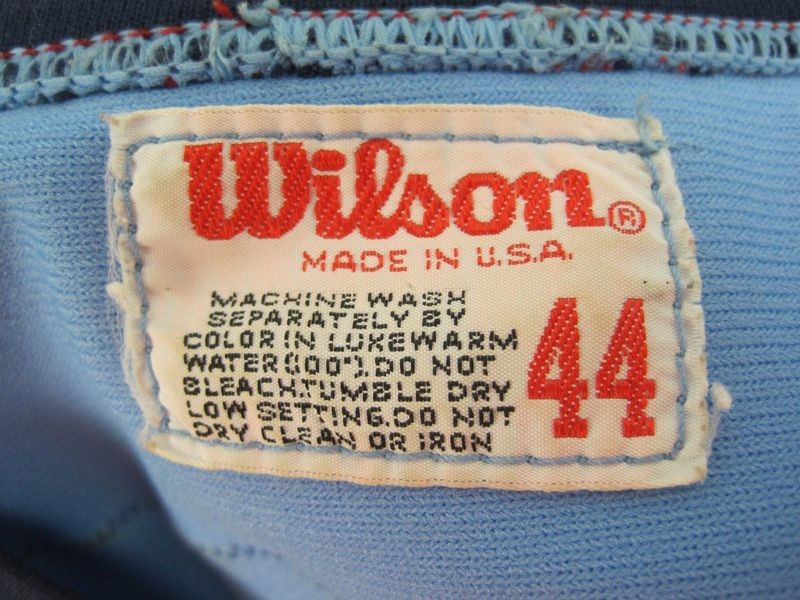 Wilson®
MADE IN U.S.A.
MACHINE WASH
SEPARATELY BY
COLOR IN LUKEWARM
WATER(100°).DO NOT
BLEACH.TUMBLE DRY
LOW SETTING.DO NOT
DRY CLEAN OR IRON
44